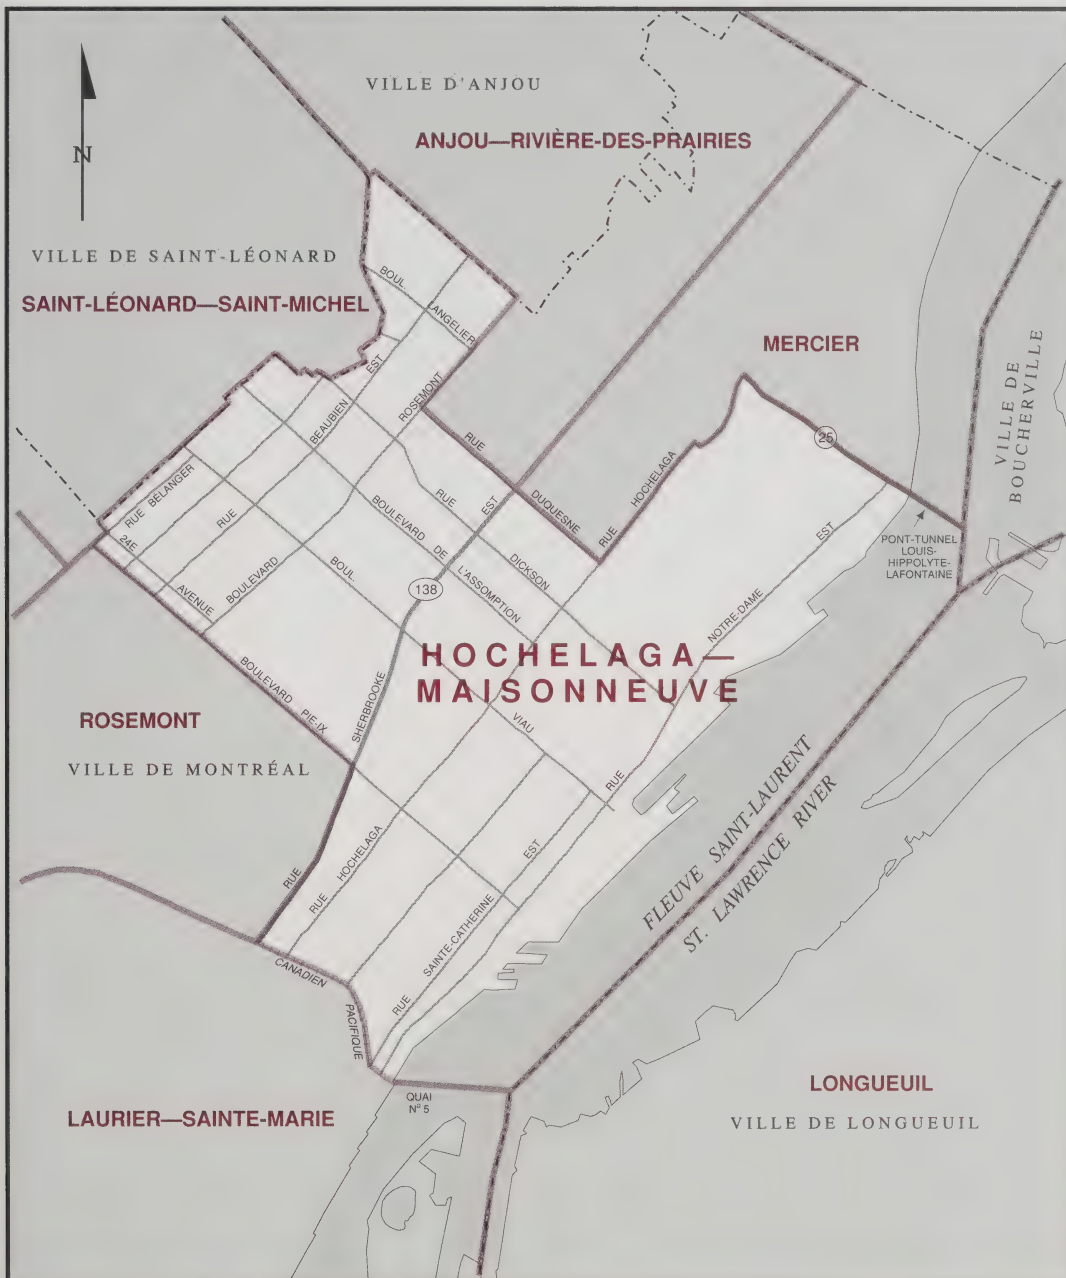 VILLE D'ANJOU
ANJOU—RIVIÈRE-DES-PRAIRIES
N
VILLE DE SAINT-LÉONARD
SAINT-LÉONARD—SAINT-MICHEL
BOUL
LANGELIER
MERCIER
VILLE DE
BOUCHERVILLE
EST
BEAUBIEN
RUE
ROSEMONT
BOULEVARD
RUE
DUQUESNE
RUE HOCHELAGA
25
RUE BÉLANGER
24E
AVENUE
BOUL.
VIAU
BOULEVARD DE
L'ASSOMPTION
RUE
DICKSON
EST
138
SHERBROOKE
RUE
EST
NOTRE-DAME
RUE
PONT-TUNNEL
LOUIS-
HIPPOLYTE-
LAFONTAINE
HOCHELAGA—
MAISONNEUVE
BOULEVARD PIE-IX
ROSEMONT
VILLE DE MONTRÉAL
RUE HOCHELAGA
EST
SAINTE-CATHERINE
RUE
FLEUVE SAINT-LAURENT
ST. LAWRENCE RIVER
CANADIEN
PACIFIQUE
QUAI
N° 5
LAURIER—SAINTE-MARIE
LONGUEUIL
VILLE DE LONGUEUIL